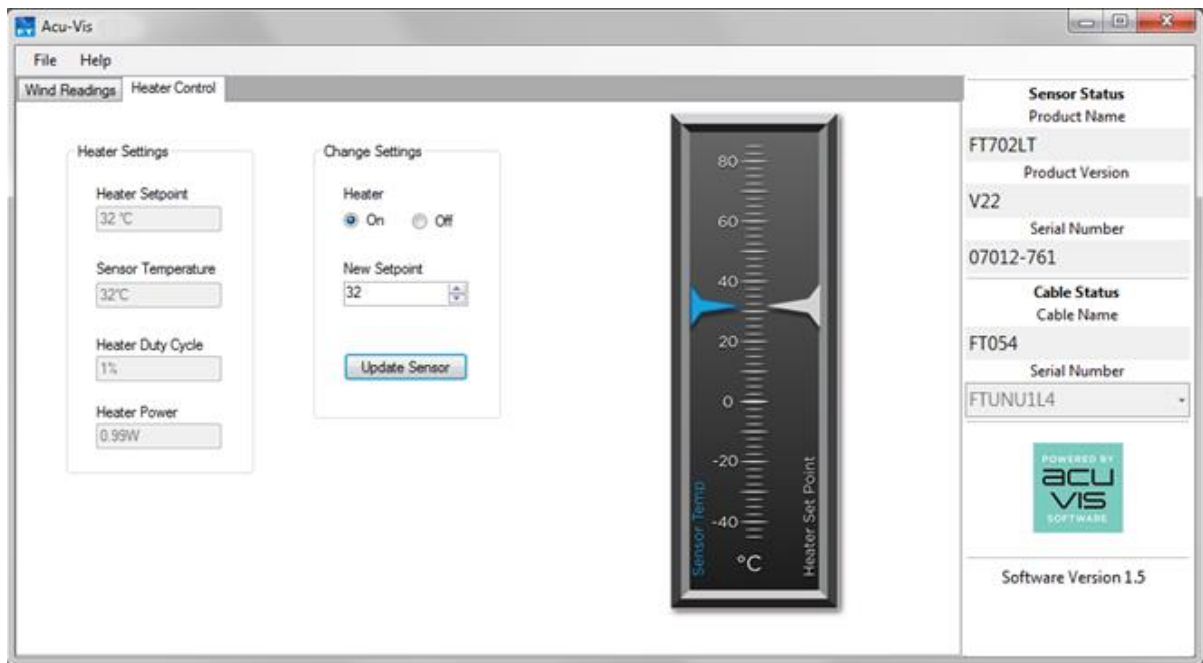 Acu-Vis
File Help
Wind Readings Heater Control
Heater Settings
Heater Setpoint
32 °C
Sensor Temperature
32°C
Heater Duty Cycle
1%
Heater Power
0.99W
Change Settings
Heater
On Off
New Setpoint
32
Update Sensor
80
60
40
20
0
-20
-40
°C
Sensor Temp
Heater Set Point
Sensor Status
Product Name
FT702LT
Product Version
V22
Serial Number
07012-761
Cable Status
Cable Name
FT054
Serial Number
FTUNU1L4
POWERED BY
acu
VIS
SOFTWARE
Software Version 1.5